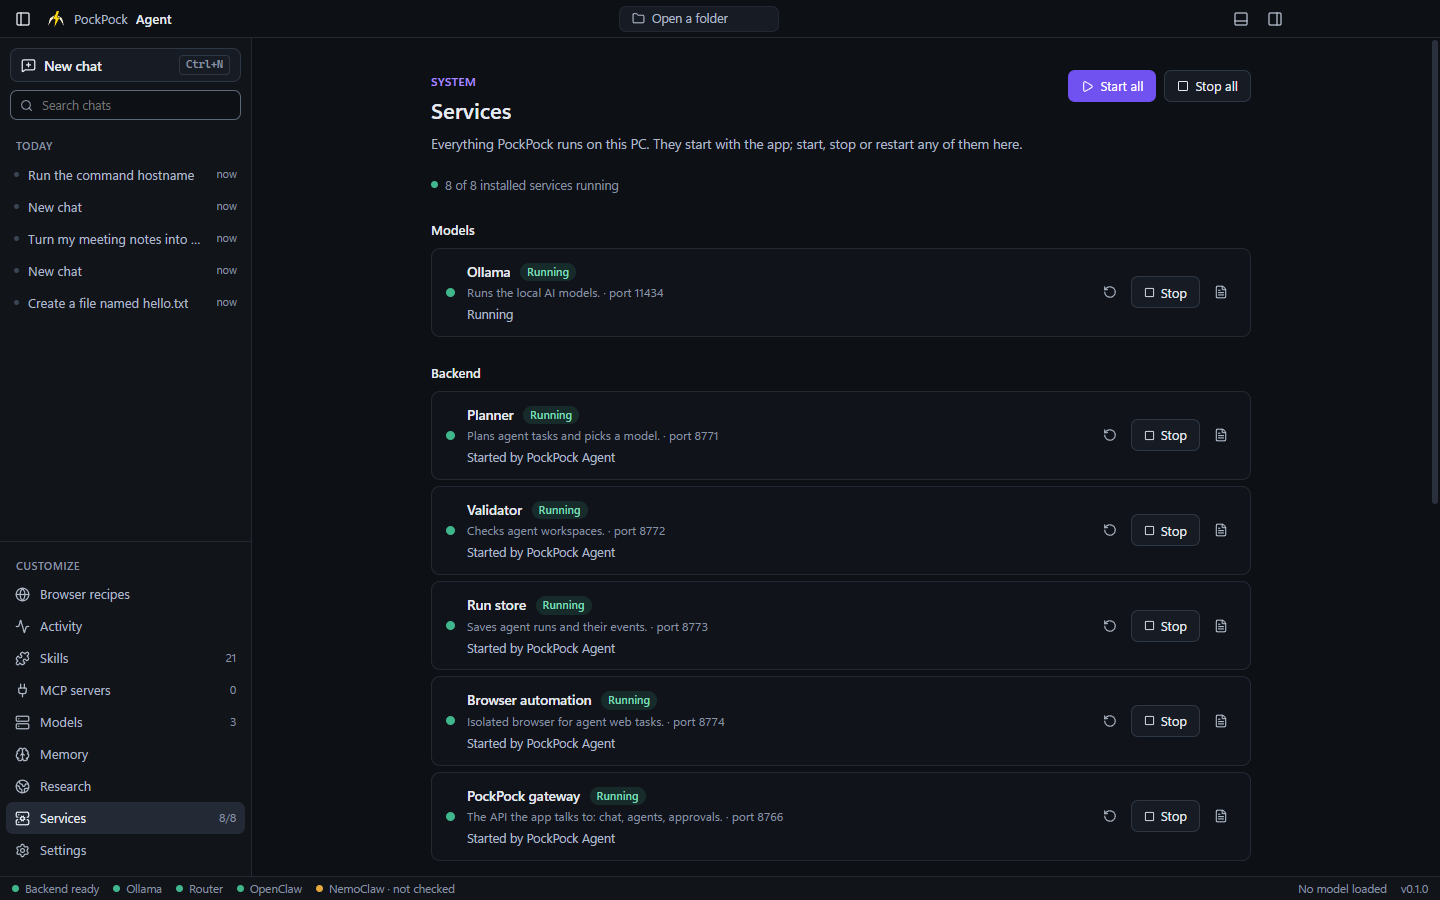 PockPock Agent
Open a folder
New chat Ctrl+N
Search chats
TODAY
Run the command hostname now
New chat now
Turn my meeting notes into ... now
New chat now
Create a file named hello.txt now
CUSTOMIZE
Browser recipes
Activity
Skills 21
MCP servers 0
Models 3
Memory
Research
Services 8/8
Settings
SYSTEM
Services
Start all
Stop all
Everything PockPock runs on this PC. They start with the app; start, stop or restart any of them here.
8 of 8 installed services running
Models
Ollama Running
Runs the local AI models. · port 11434
Running
Stop
Backend
Planner Running
Plans agent tasks and picks a model. · port 8771
Started by PockPock Agent
Stop
Validator Running
Checks agent workspaces. · port 8772
Started by PockPock Agent
Stop
Run store Running
Saves agent runs and their events. · port 8773
Started by PockPock Agent
Stop
Browser automation Running
Isolated browser for agent web tasks. · port 8774
Started by PockPock Agent
Stop
PockPock gateway Running
The API the app talks to: chat, agents, approvals. · port 8766
Started by PockPock Agent
Stop
Backend ready Ollama Router OpenClaw NemoClaw · not checked
No model loaded v0.1.0